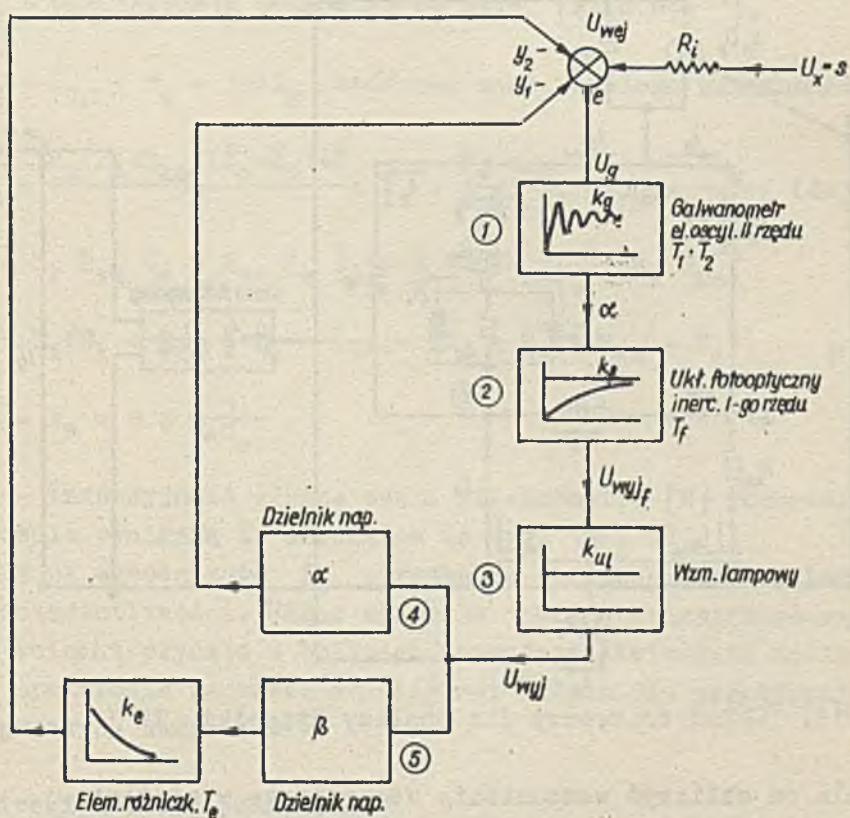 U_wej
R_i
y_2 -
y_1 -
e
U_x = s
U_g
k_g
①
Galwanometr
el. oscyl. II rzędu
T_1 · T_2
α
②
Ukł. fotooptyczny
inerc. I-go rzędu
T_f
U_wyj_f
Dzielnik nap.
α
④
k_ul
③
Wzm. lampowy
U_wyj
k_e
β
⑤
Elem. różniczk. T_e
Dzielnik nap.